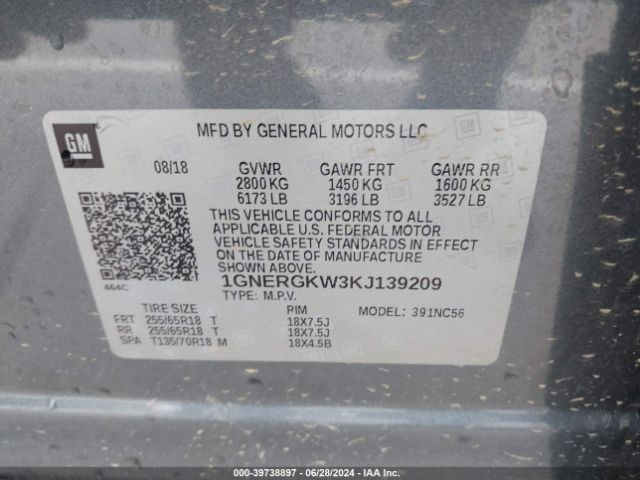 GM
MFD BY GENERAL MOTORS LLC
08/18 GVWR GAWR FRT GAWR RR
2800 KG 1450 KG 1600 KG
6173 LB 3196 LB 3527 LB
THIS VEHICLE CONFORMS TO ALL
APPLICABLE U.S. FEDERAL MOTOR
VEHICLE SAFETY STANDARDS IN EFFECT
ON THE DATE OF MANUFACTURE
SHOWN ABOVE.
464C
1GNERGKW3KJ139209
TYPE: M.P.V.
TIRE SIZE PIM MODEL: 391NC56
FRT 255/65R18 T 18X7.5J
RR 255/65R18 T 18X7.5J
SPA T135/70R18 M 18X4.5B
000-39738897 - 06/28/2024 - IAA Inc.